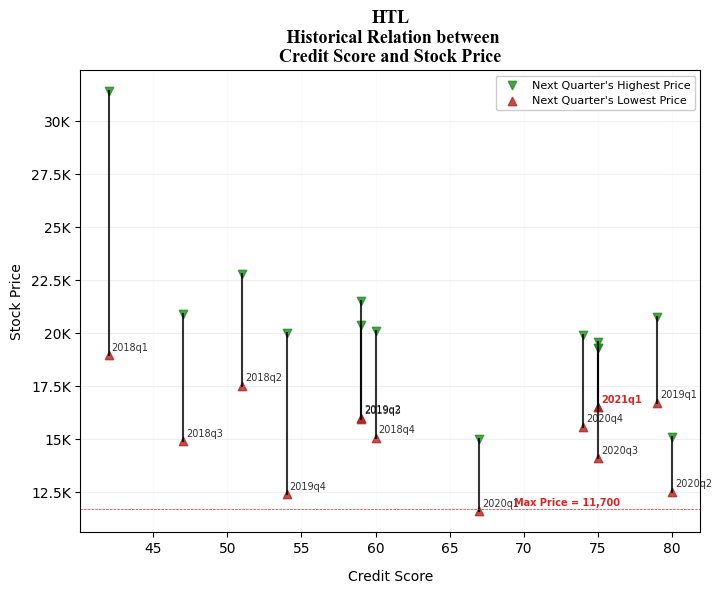 HTL
Historical Relation between
Credit Score and Stock Price
Next Quarter's Highest Price
Next Quarter's Lowest Price
Stock Price
30K
27.5K
25K
22.5K
20K
17.5K
15K
12.5K
2018q1
2018q2
2021q1
2019q1
2018q3
2018q4
2020q4
2020q3
2019q4
2020q2
2020q1
Max Price = 11,700
45
50
55
60
65
70
75
80
Credit Score